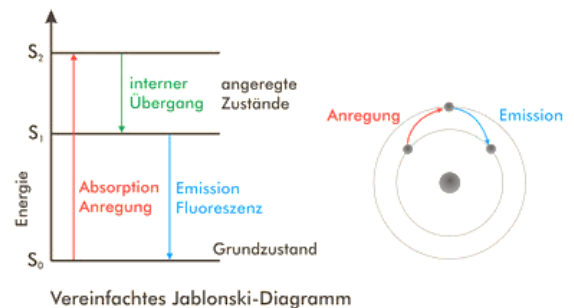 S2
interner
Übergang
angeregte
Zustände
S1
Energie
Absorption
Anregung
Emission
Fluoreszenz
Grundzustand
S0
Anregung
Emission
Vereinfachtes Jablonski-Diagramm